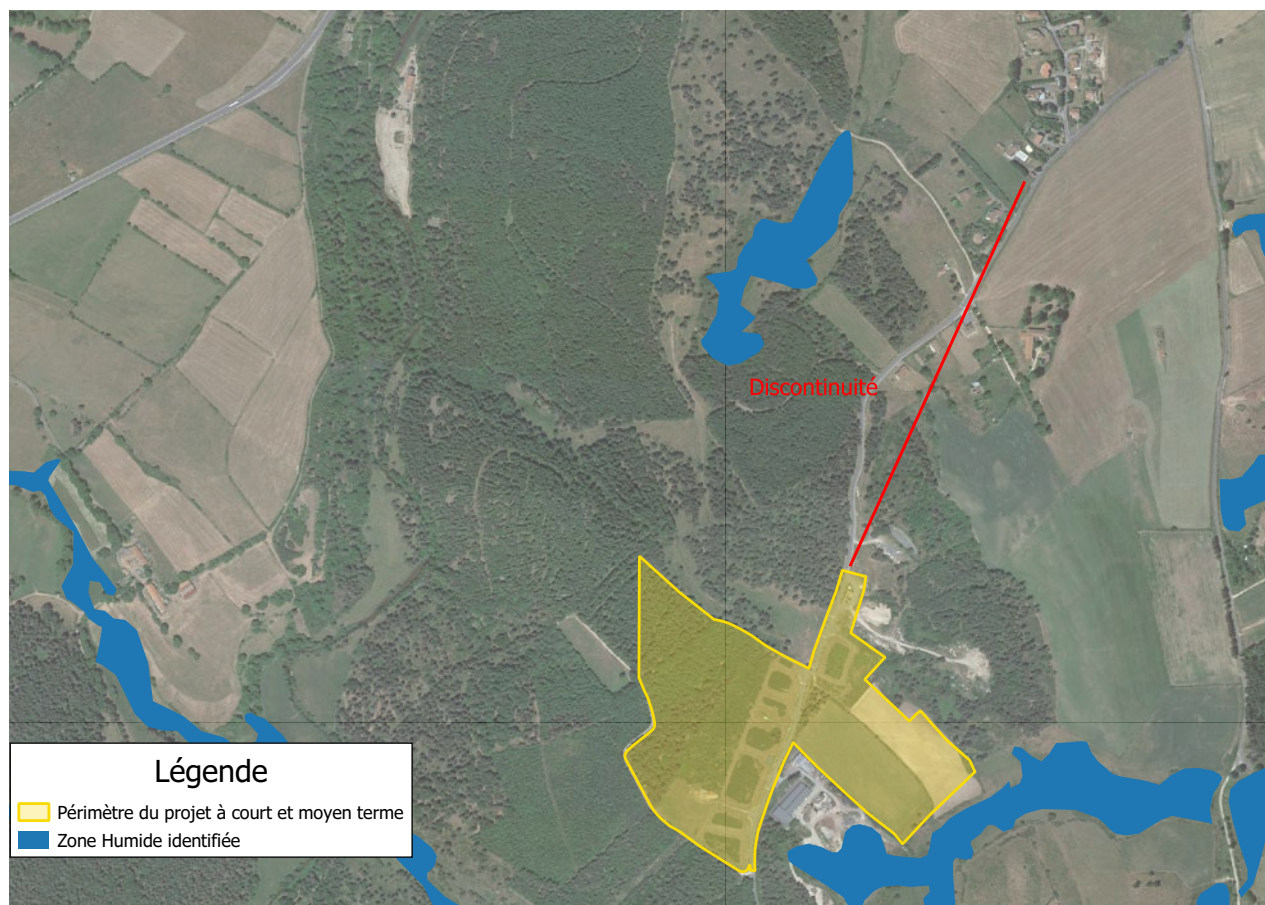 Discontinuité
Légende
Périmètre du projet à court et moyen terme
Zone Humide identifiée